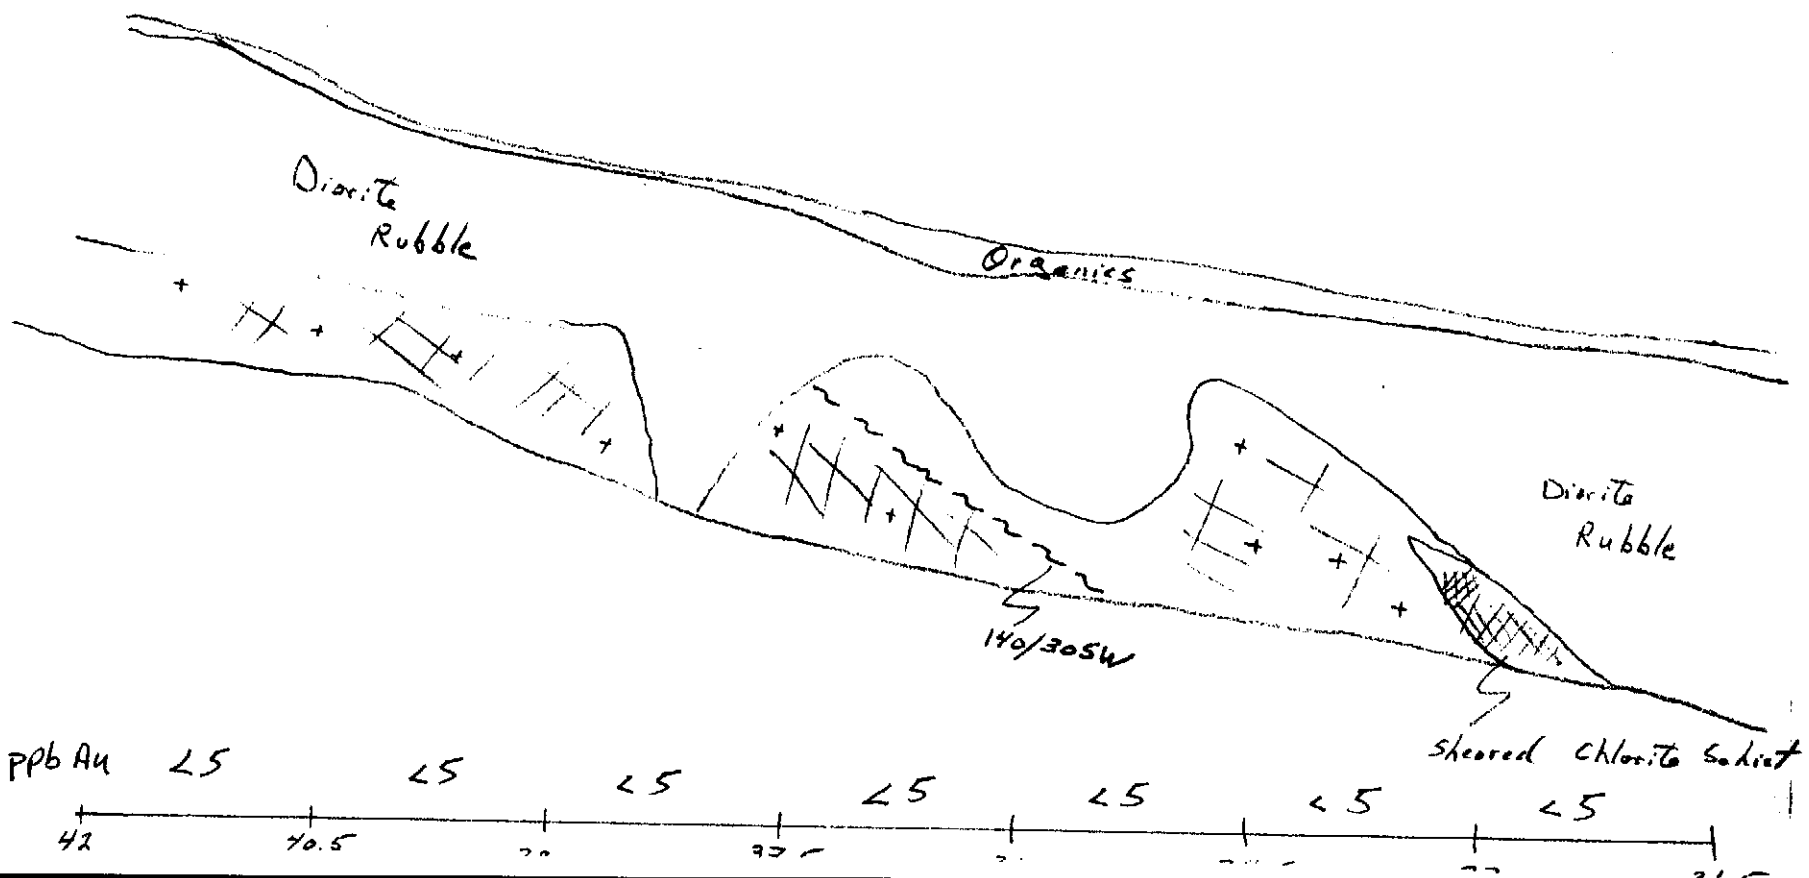 Diorite
Rubble
Organics
Diorite
Rubble
140/305W
Sheared Chlorite Schist
ppb Au <5 <5 <5 <5 <5 <5 <5
42 40.5